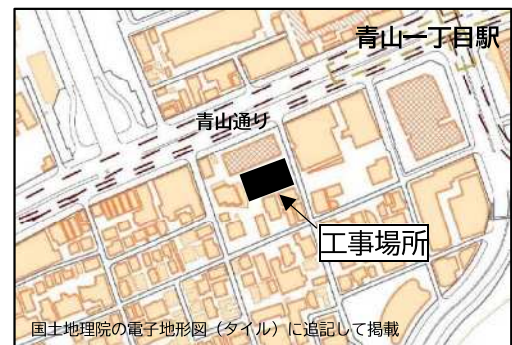 青山一丁目駅
青山通り
工事場所
国土地理院の電子地形図（タイル）に追記して掲載